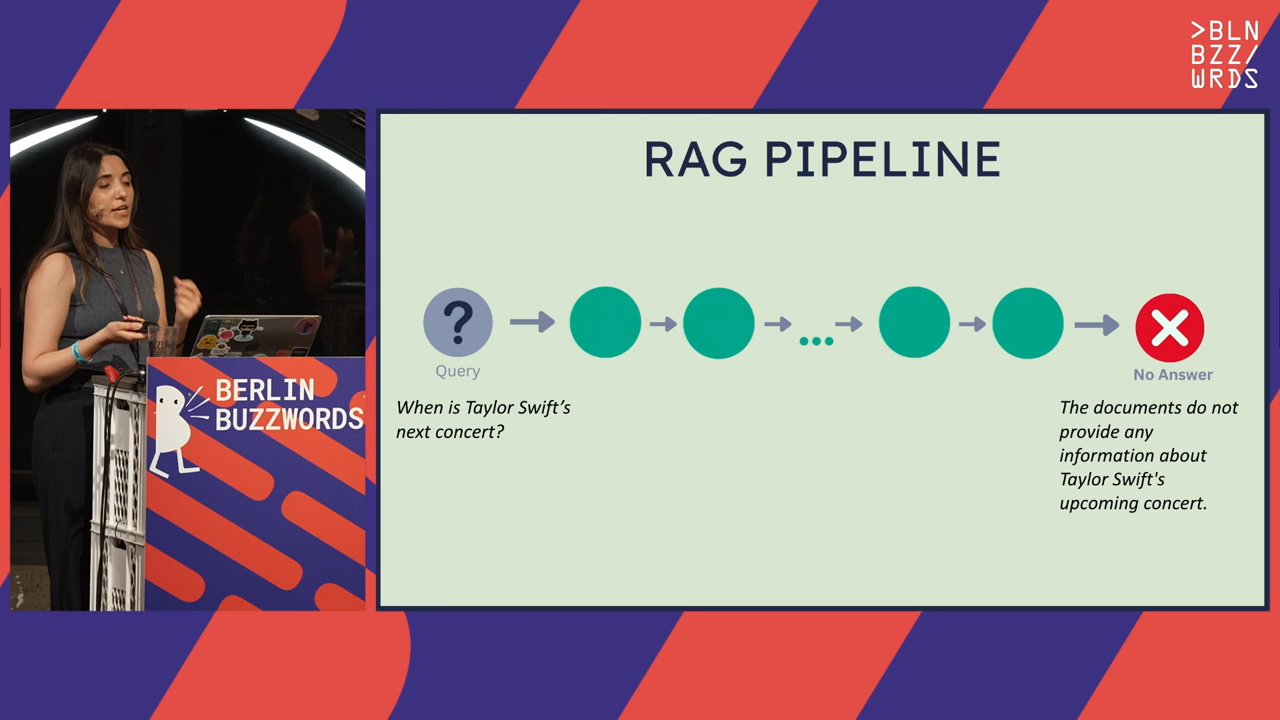 >BLN
BZZ/
WRDS
RAG PIPELINE
?
Query
...
No Answer
When is Taylor Swift’s
next concert?
The documents do not
provide any
information about
Taylor Swift's
upcoming concert.
BERLIN
BUZZWORDS